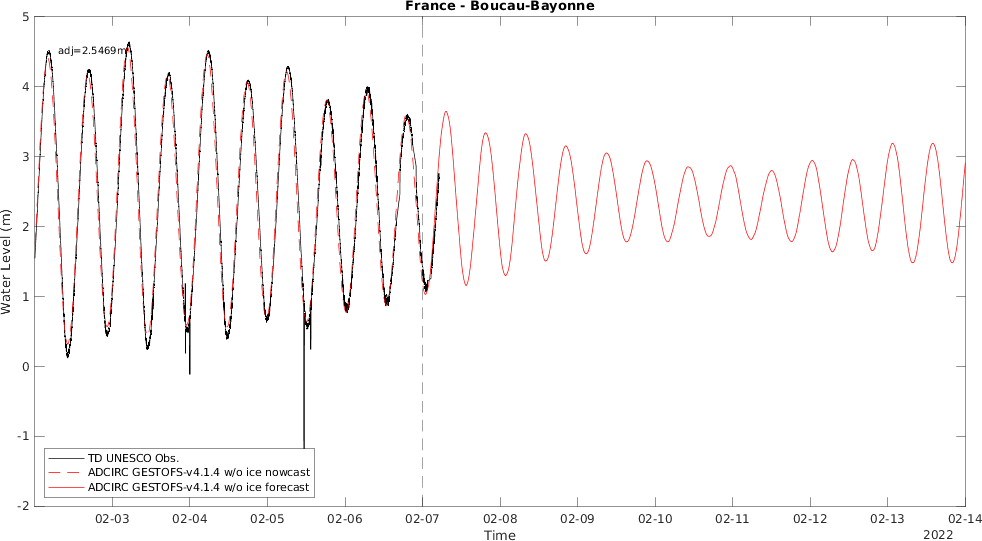 France - Boucau-Bayonne
adj=2.5469m
Water Level (m)
5
4
3
2
1
0
-1
-2
TD UNESCO Obs.
ADCIRC GESTOFS-v4.1.4 w/o ice nowcast
ADCIRC GESTOFS-v4.1.4 w/o ice forecast
02-03 02-04 02-05 02-06 02-07 02-08 02-09 02-10 02-11 02-12 02-13 02-14
Time
2022